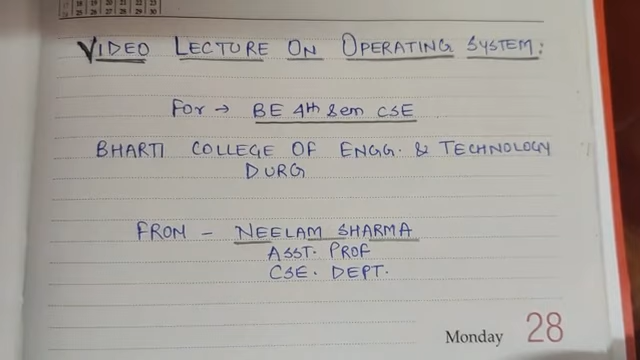 VIDEO LECTURE ON OPERATING SYSTEM:
For → BE 4th Sem CSE
BHARTI COLLEGE OF ENGG. & TECHNOLOGY
DURG
FROM - NEELAM SHARMA
ASST. PROF
CSE. DEPT.
Monday 28